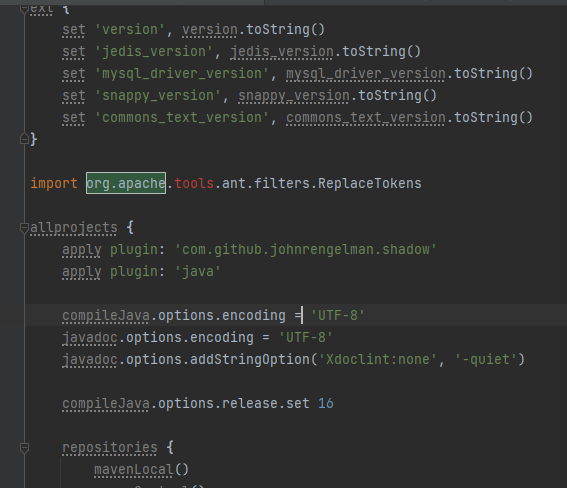 ext {
set 'version', version.toString()
set 'jedis_version', jedis_version.toString()
set 'mysql_driver_version', mysql_driver_version.toString()
set 'snappy_version', snappy_version.toString()
set 'commons_text_version', commons_text_version.toString()
}
import org.apache.tools.ant.filters.ReplaceTokens
allprojects {
apply plugin: 'com.github.johnrengelman.shadow'
apply plugin: 'java'
compileJava.options.encoding = 'UTF-8'
javadoc.options.encoding = 'UTF-8'
javadoc.options.addStringOption('Xdoclint:none', '-quiet')
compileJava.options.release.set 16
repositories {
mavenLocal()